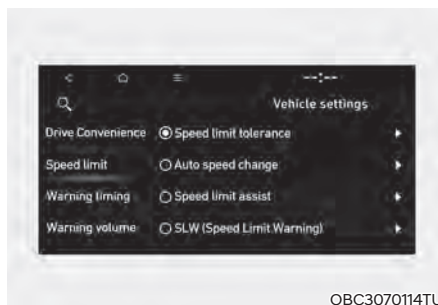 --:--
Vehicle settings
Drive Convenience
Speed limit tolerance
Speed limit
Auto speed change
Warning timing
Speed limit assist
Warning volume
SLW (Speed Limit Warning)
OBC3070114TU